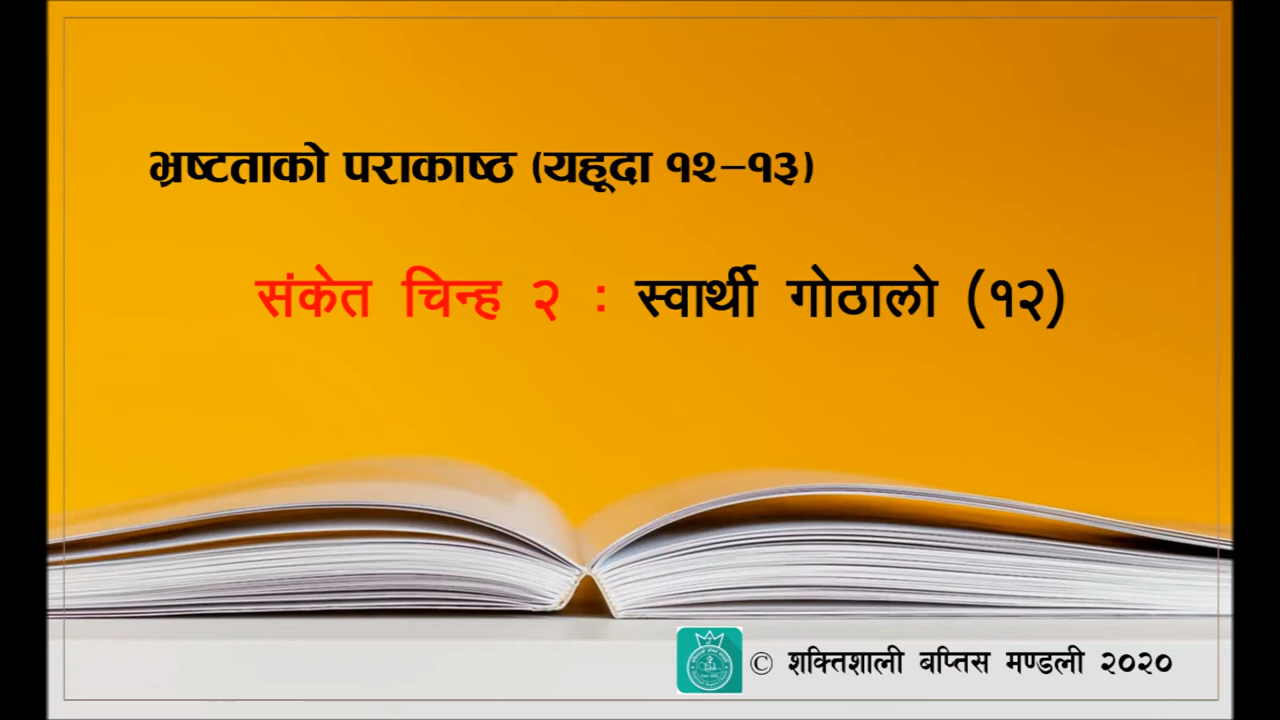 भ्रष्टताको पराकाष्ठ (यहूदा १२–१३)
संकेत चिन्ह २ : स्वार्थी गोठालो (१२)
© शक्तिशाली बप्तिस मण्डली २०२०